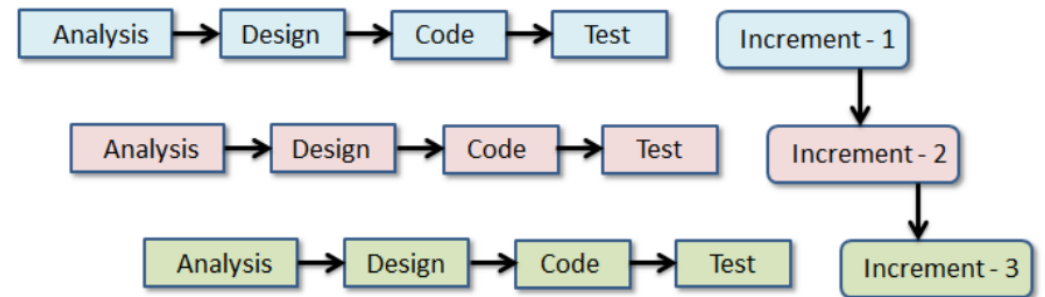 Analysis Design Code Test Increment - 1
Analysis Design Code Test Increment - 2
Analysis Design Code Test Increment - 3